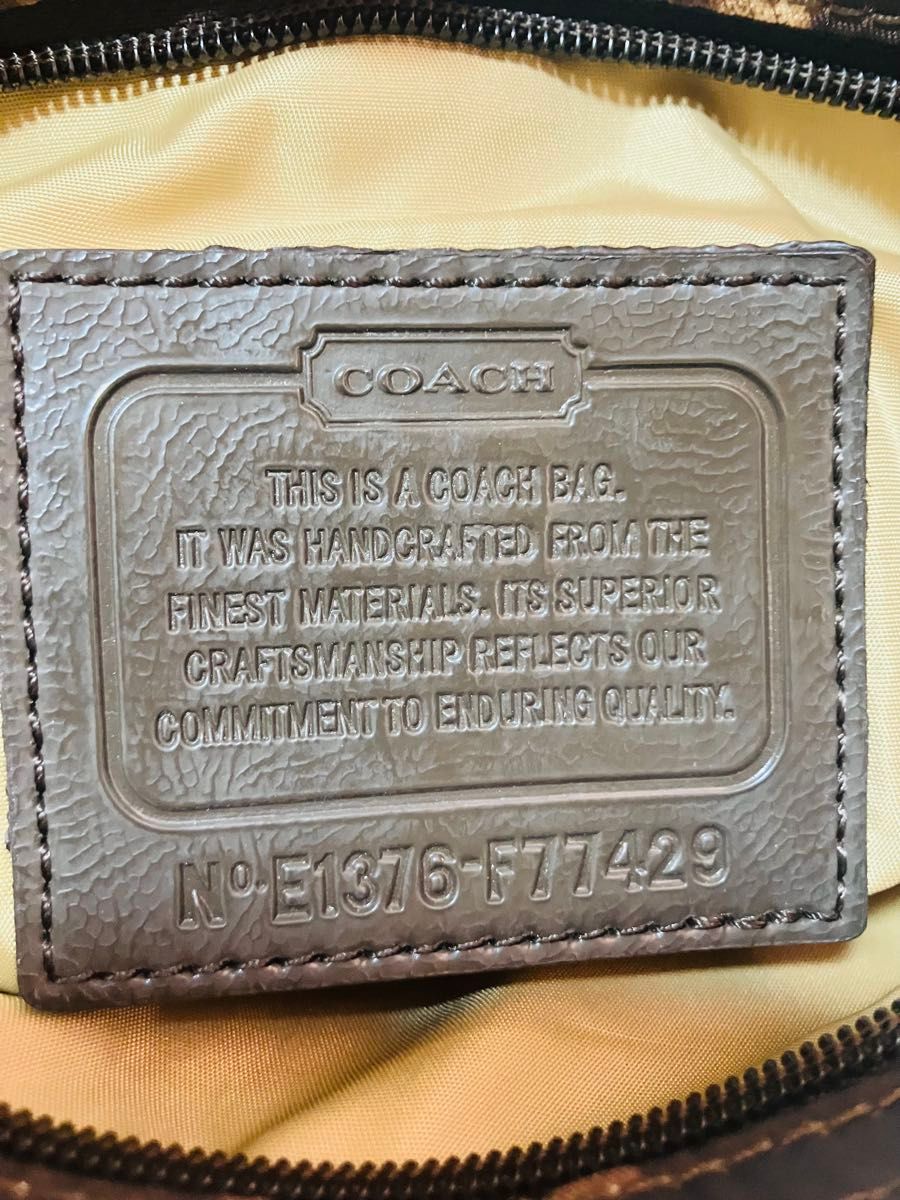 COACH
THIS IS A COACH BAG.
IT WAS HANDCRAFTED FROM THE
FINEST MATERIALS. ITS SUPERIOR
CRAFTSMANSHIP REFLECTS OUR
COMMITMENT TO ENDURING QUALITY.
No. E1376-F77429